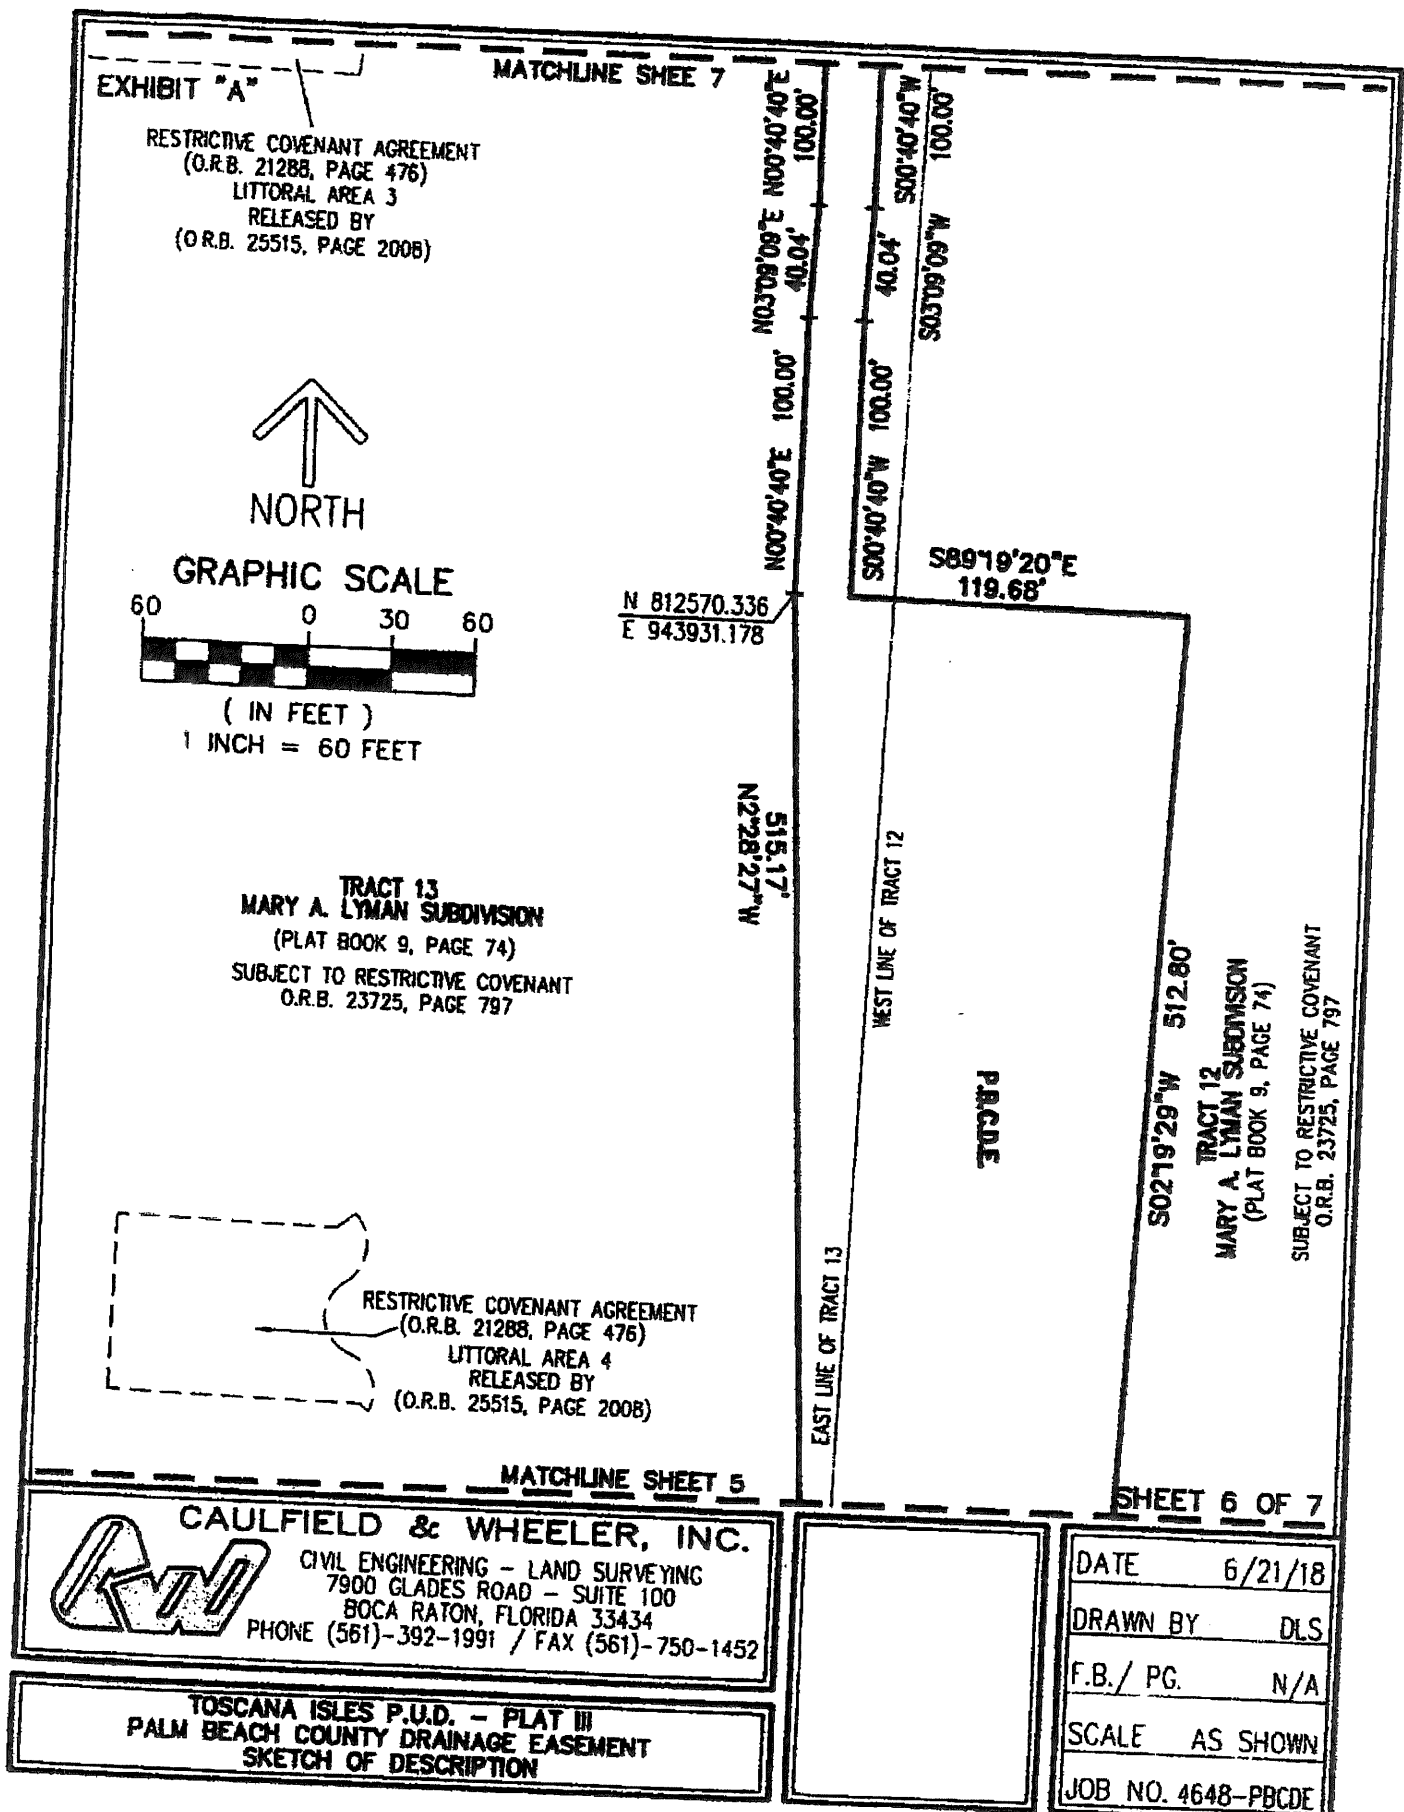 MATCHLINE SHEE 7
EXHIBIT "A"
RESTRICTIVE COVENANT AGREEMENT
(O.R.B. 21288, PAGE 476)
LITTORAL AREA 3
RELEASED BY
(O.R.B. 25515, PAGE 2008)
N00°40'40"E
100.00'
S00°40'40"W
100.00'
N03°09'09"E
40.04'
40.04'
S03°09'09"W
N00°40'40"E 100.00'
S00°40'40"W 100.00'
NORTH
GRAPHIC SCALE
60 0 30 60
( IN FEET )
1 INCH = 60 FEET
N 812570.336
E 943931.178
S89°19'20"E
119.68'
515.17'
N2°28'27"W
WEST LINE OF TRACT 12
TRACT 13
MARY A. LYMAN SUBDIVISION
(PLAT BOOK 9, PAGE 74)
SUBJECT TO RESTRICTIVE COVENANT
O.R.B. 23725, PAGE 797
P.B.C.D.E.
S02°19'29"W 512.80'
TRACT 12
MARY A. LYMAN SUBDIVISION
(PLAT BOOK 9, PAGE 74)
SUBJECT TO RESTRICTIVE COVENANT
O.R.B. 23725, PAGE 797
EAST LINE OF TRACT 13
RESTRICTIVE COVENANT AGREEMENT
(O.R.B. 21288, PAGE 476)
LITTORAL AREA 4
RELEASED BY
(O.R.B. 25515, PAGE 2008)
MATCHLINE SHEET 5
SHEET 6 OF 7
CW
CAULFIELD & WHEELER, INC.
CIVIL ENGINEERING - LAND SURVEYING
7900 GLADES ROAD - SUITE 100
BOCA RATON, FLORIDA 33434
PHONE (561)-392-1991 / FAX (561)-750-1452
TOSCANA ISLES P.U.D. - PLAT III
PALM BEACH COUNTY DRAINAGE EASEMENT
SKETCH OF DESCRIPTION
DATE 6/21/18
DRAWN BY DLS
F.B./ PG. N/A
SCALE AS SHOWN
JOB NO. 4648-PBCDE